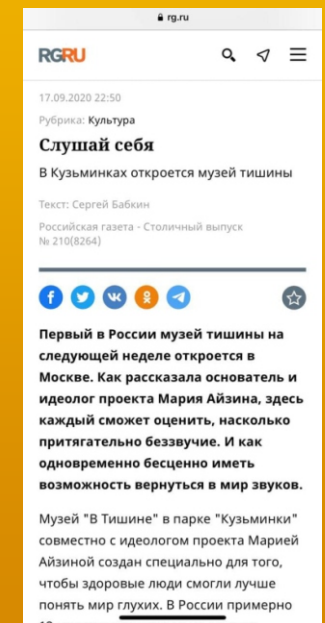 rg.ru
RGRU
17.09.2020 22:50
Рубрика: Культура
Слушай себя
В Кузьминках откроется музей тишины
Текст: Сергей Бабкин
Российская газета - Столичный выпуск
№ 210(8264)
Первый в России музей тишины на
следующей неделе откроется в
Москве. Как рассказала основатель и
идеолог проекта Мария Айзина, здесь
каждый сможет оценить, насколько
притягательно беззвучие. И как
одновременно бесценно иметь
возможность вернуться в мир звуков.
Музей "В Тишине" в парке "Кузьминки"
совместно с идеологом проекта Марией
Айзиной создан специально для того,
чтобы здоровые люди смогли лучше
понять мир глухих. В России примерно